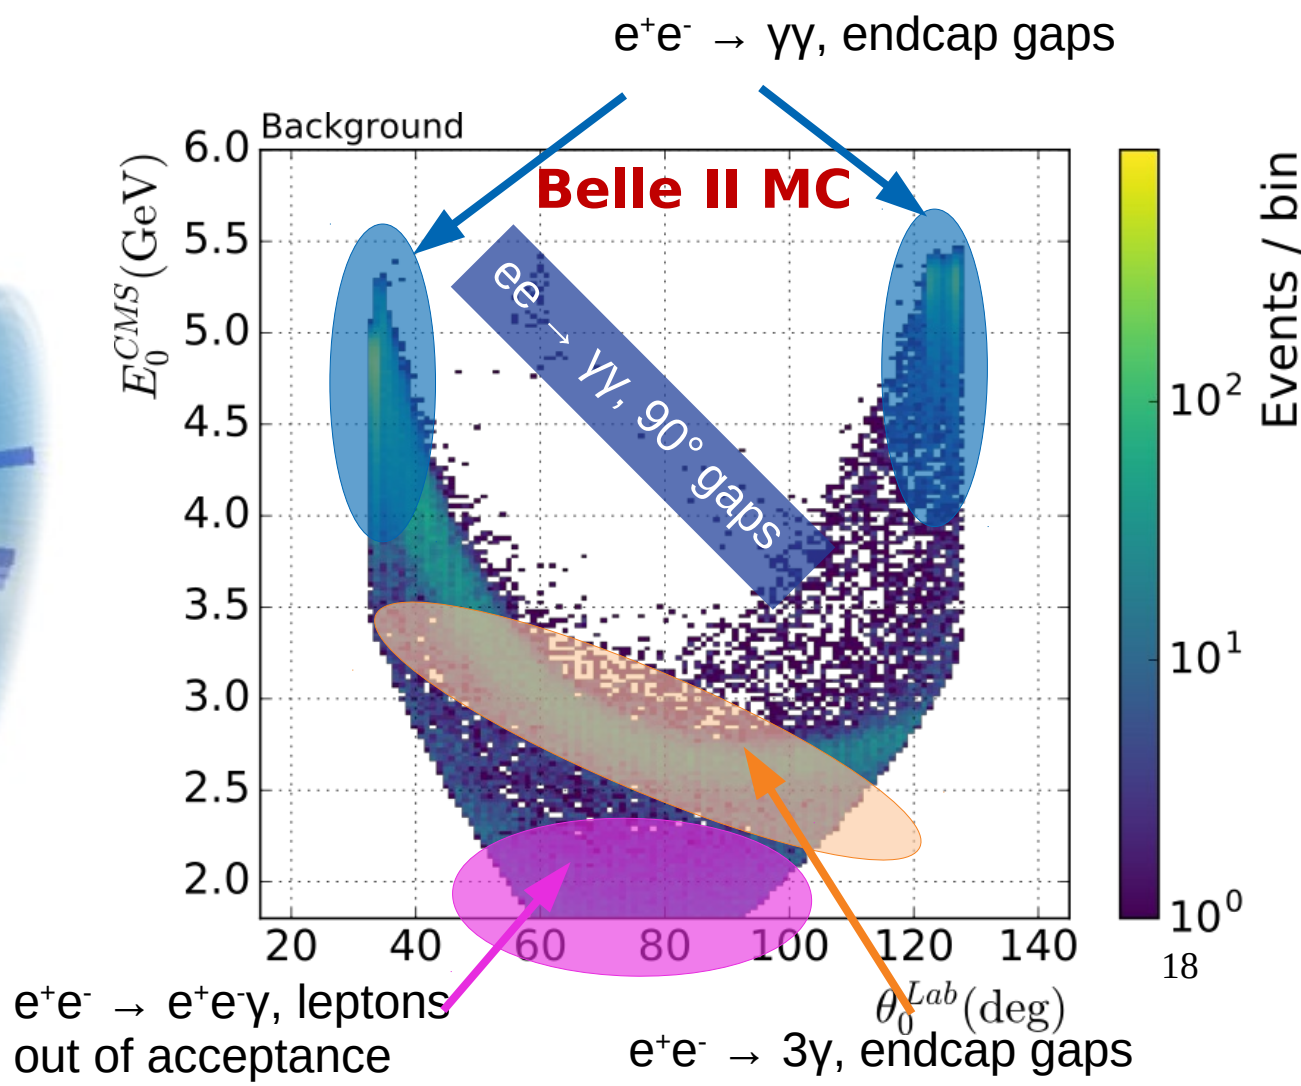 e⁺e⁻ → γγ, endcap gaps
Background
Belle II MC
ee → γγ, 90° gaps
E₀^CMS (GeV)
6.0
5.5
5.0
4.5
4.0
3.5
3.0
2.5
2.0
20 40 60 80 100 120 140
θ₀^Lab (deg)
Events / bin
10²
10¹
10⁰
18
e⁺e⁻ → e⁺e⁻γ, leptons
out of acceptance
e⁺e⁻ → 3γ, endcap gaps